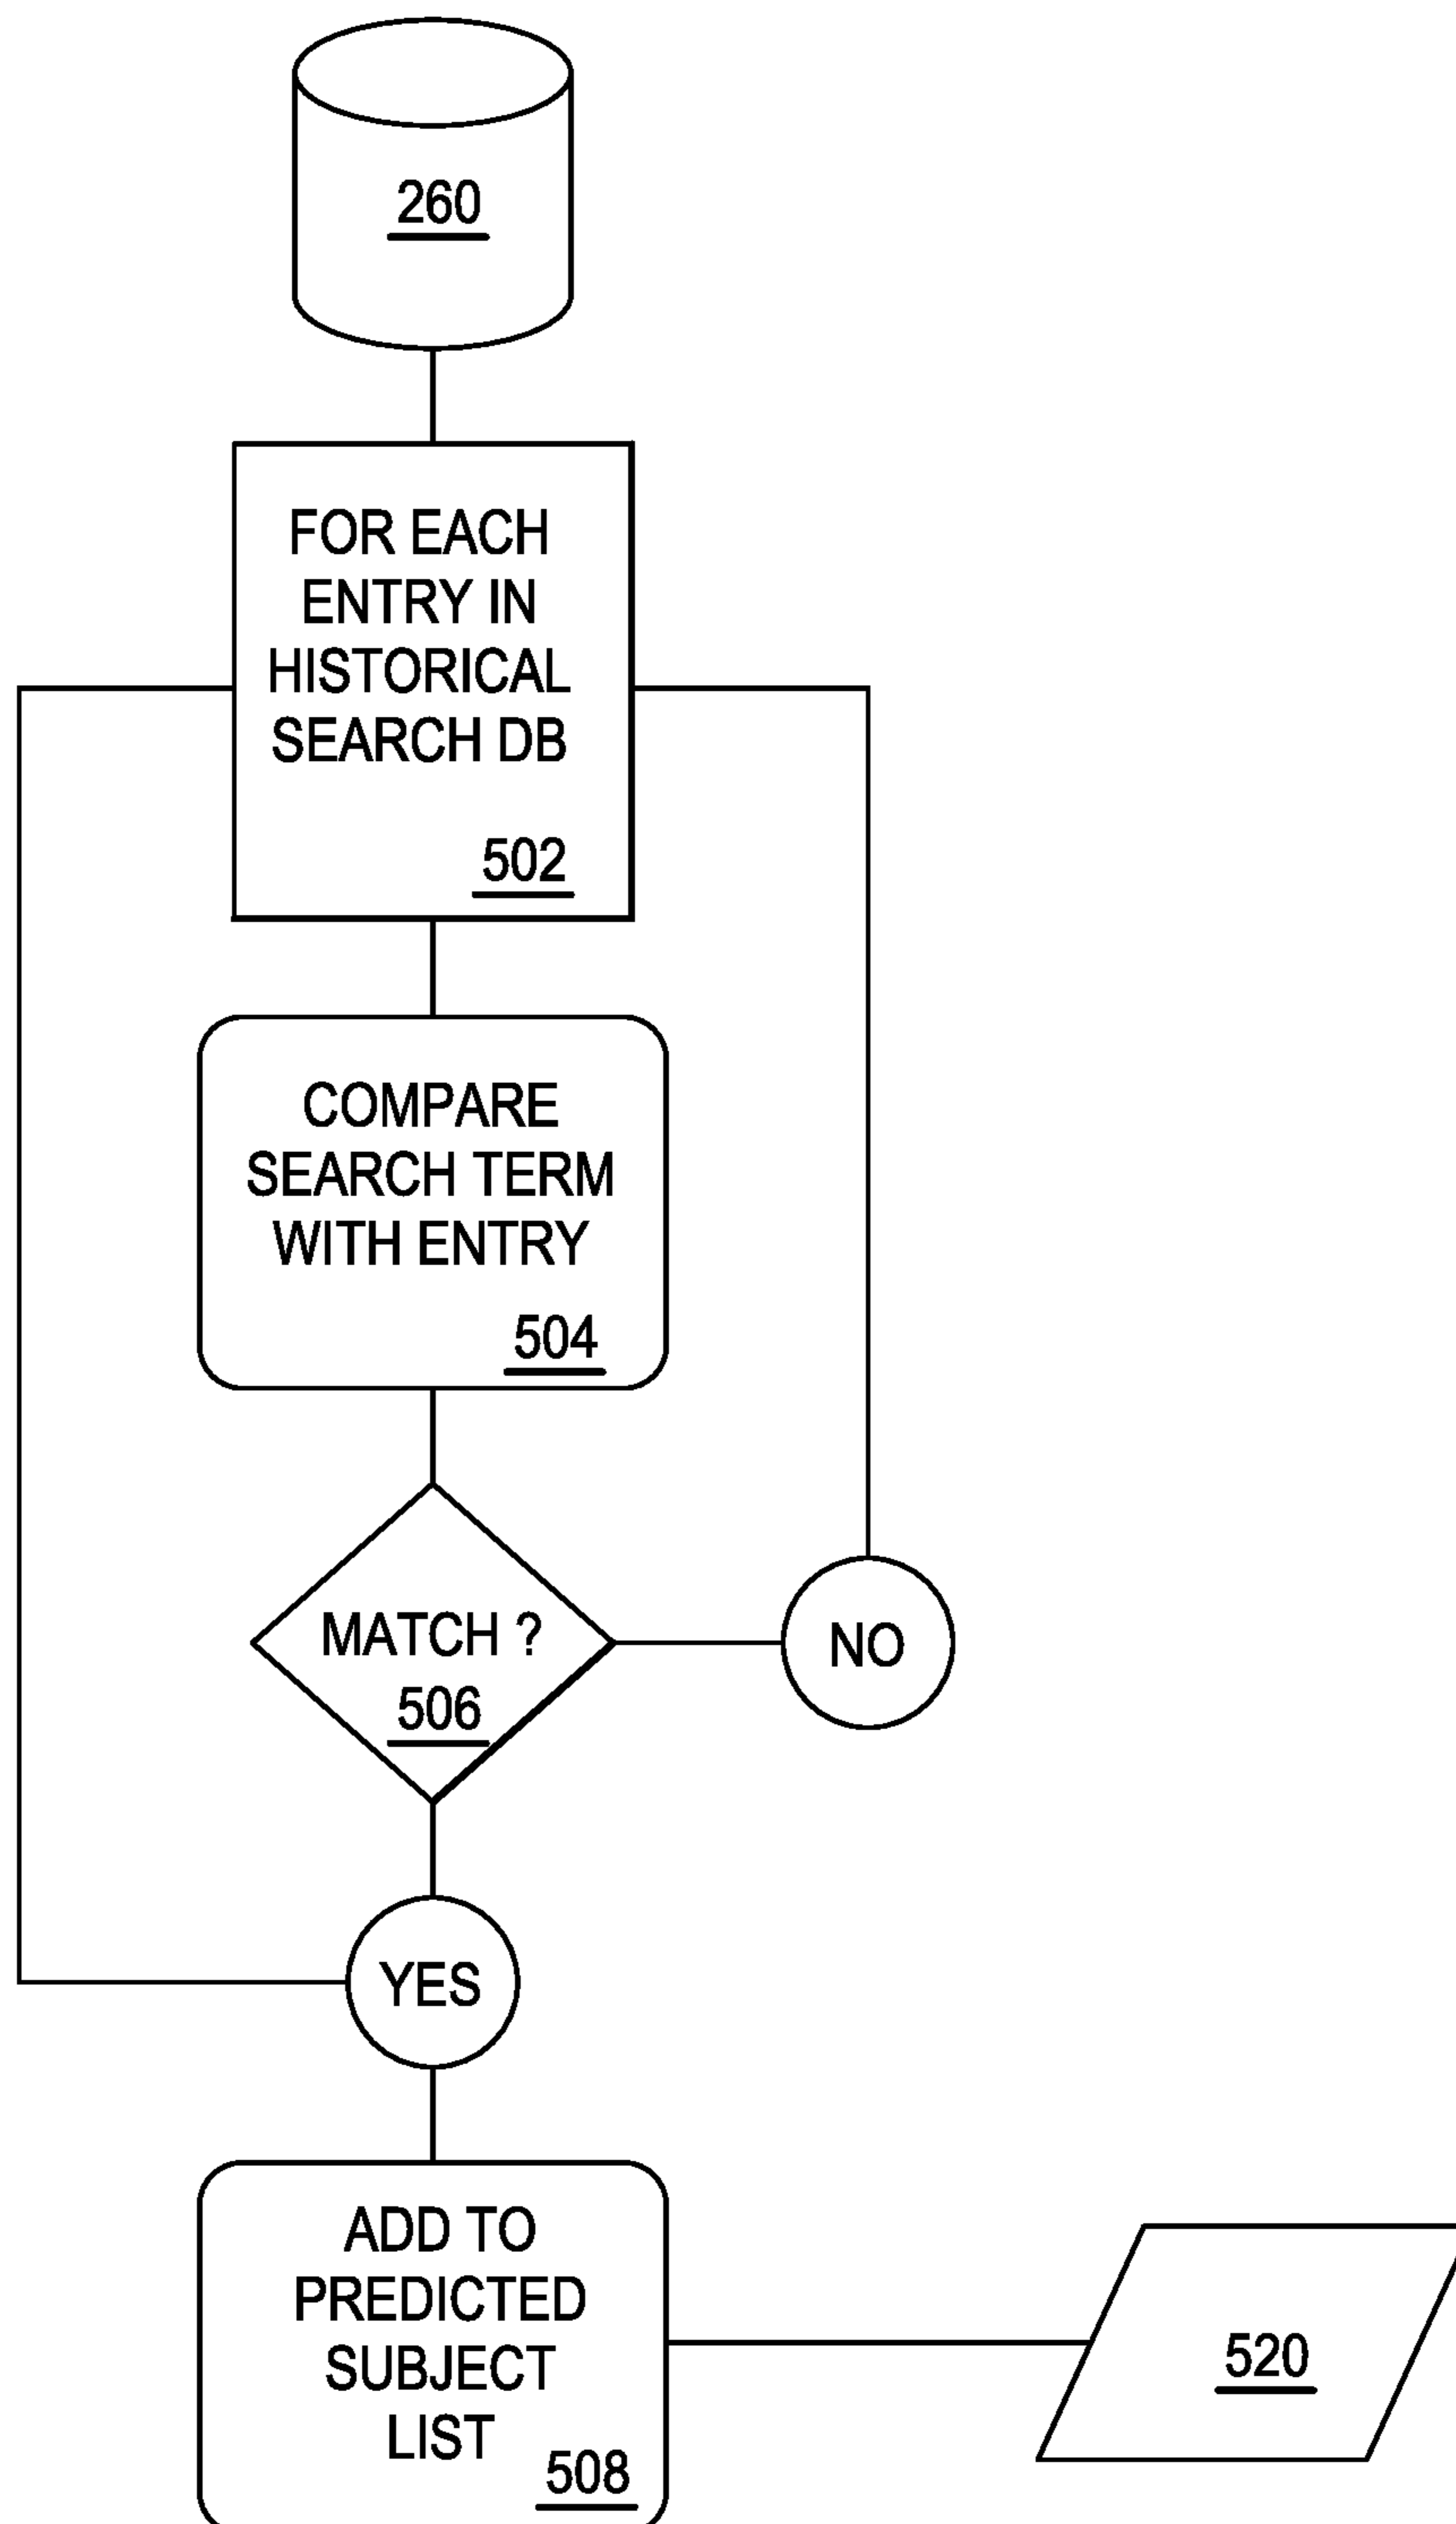 260
FOR EACH
ENTRY IN
HISTORICAL
SEARCH DB
502
COMPARE
SEARCH TERM
WITH ENTRY
504
MATCH ?
506
NO
YES
ADD TO
PREDICTED
SUBJECT
LIST
508
520